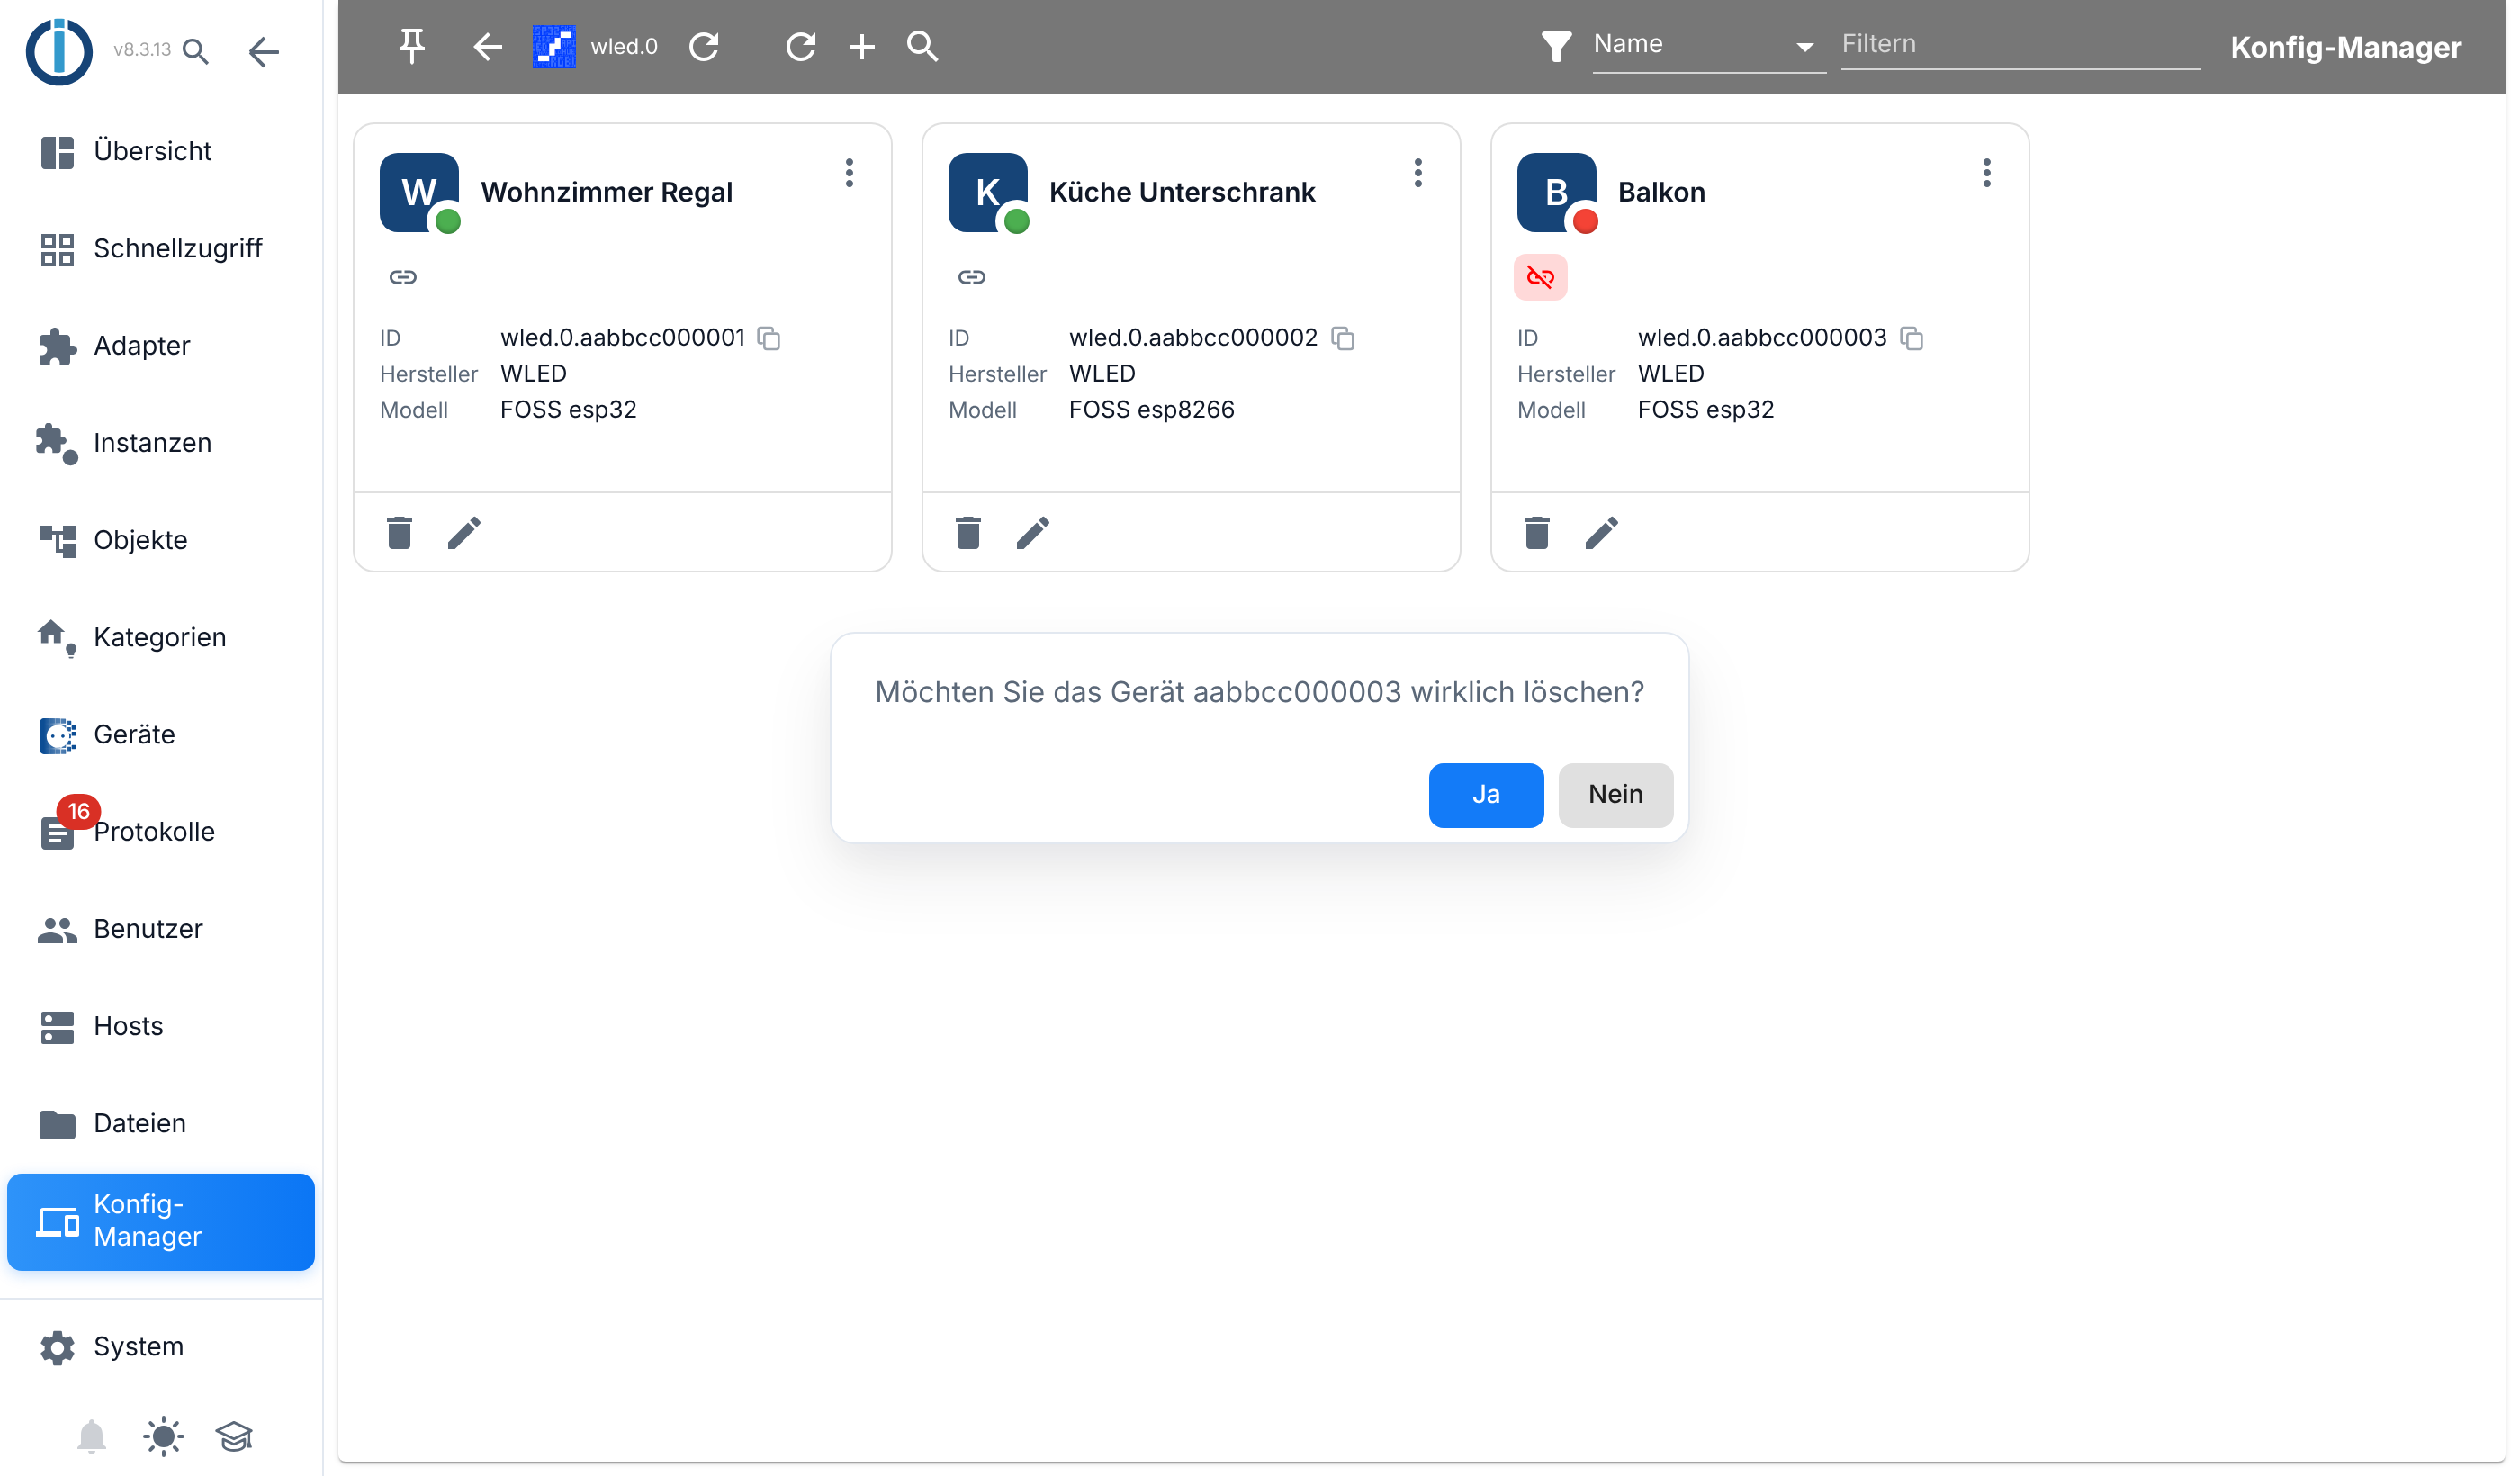 v8.3.13
wled.0
Name
Filtern
Konfig-Manager
Übersicht
Schnellzugriff
Adapter
Instanzen
Objekte
Kategorien
Geräte
16
Protokolle
Benutzer
Hosts
Dateien
Konfig-
Manager
System
W
Wohnzimmer Regal
ID wled.0.aabbcc000001
Hersteller WLED
Modell FOSS esp32
K
Küche Unterschrank
ID wled.0.aabbcc000002
Hersteller WLED
Modell FOSS esp8266
B
Balkon
ID wled.0.aabbcc000003
Hersteller WLED
Modell FOSS esp32
Möchten Sie das Gerät aabbcc000003 wirklich löschen?
Ja
Nein